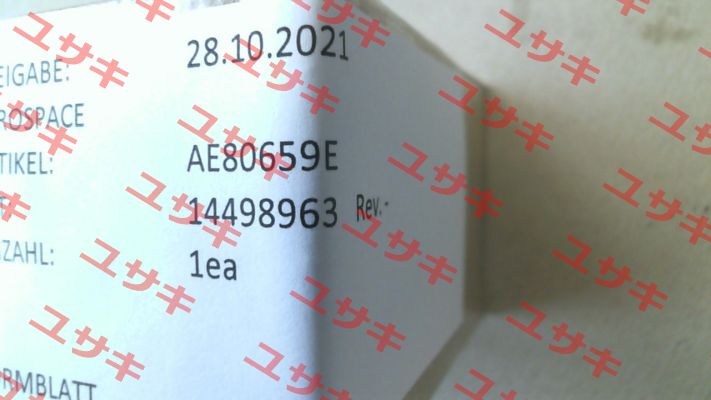 EIGABE: 28.10.2021
ROSPACE
TIKEL: AE80659E
14498963 Rev.-
ZAHL: 1ea
RMBLATT
ユサキ